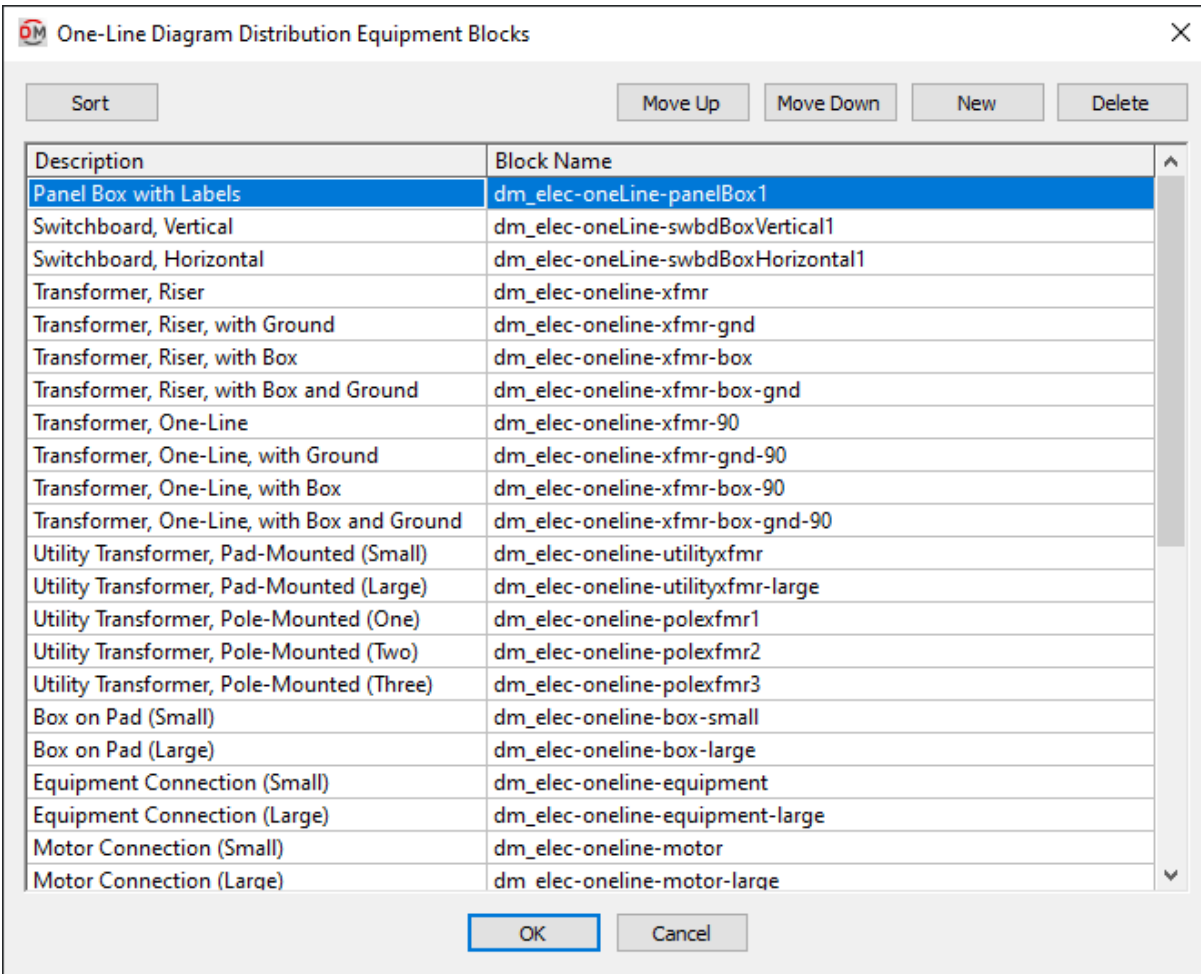 DM One-Line Diagram Distribution Equipment Blocks
Sort Move Up Move Down New Delete
Description Block Name
Panel Box with Labels dm_elec-oneLine-panelBox1
Switchboard, Vertical dm_elec-oneLine-swbdBoxVertical1
Switchboard, Horizontal dm_elec-oneLine-swbdBoxHorizontal1
Transformer, Riser dm_elec-oneline-xfmr
Transformer, Riser, with Ground dm_elec-oneline-xfmr-gnd
Transformer, Riser, with Box dm_elec-oneline-xfmr-box
Transformer, Riser, with Box and Ground dm_elec-oneline-xfmr-box-gnd
Transformer, One-Line dm_elec-oneline-xfmr-90
Transformer, One-Line, with Ground dm_elec-oneline-xfmr-gnd-90
Transformer, One-Line, with Box dm_elec-oneline-xfmr-box-90
Transformer, One-Line, with Box and Ground dm_elec-oneline-xfmr-box-gnd-90
Utility Transformer, Pad-Mounted (Small) dm_elec-oneline-utilityxfmr
Utility Transformer, Pad-Mounted (Large) dm_elec-oneline-utilityxfmr-large
Utility Transformer, Pole-Mounted (One) dm_elec-oneline-polexfmr1
Utility Transformer, Pole-Mounted (Two) dm_elec-oneline-polexfmr2
Utility Transformer, Pole-Mounted (Three) dm_elec-oneline-polexfmr3
Box on Pad (Small) dm_elec-oneline-box-small
Box on Pad (Large) dm_elec-oneline-box-large
Equipment Connection (Small) dm_elec-oneline-equipment
Equipment Connection (Large) dm_elec-oneline-equipment-large
Motor Connection (Small) dm_elec-oneline-motor
Motor Connection (Large) dm_elec-oneline-motor-large
OK Cancel